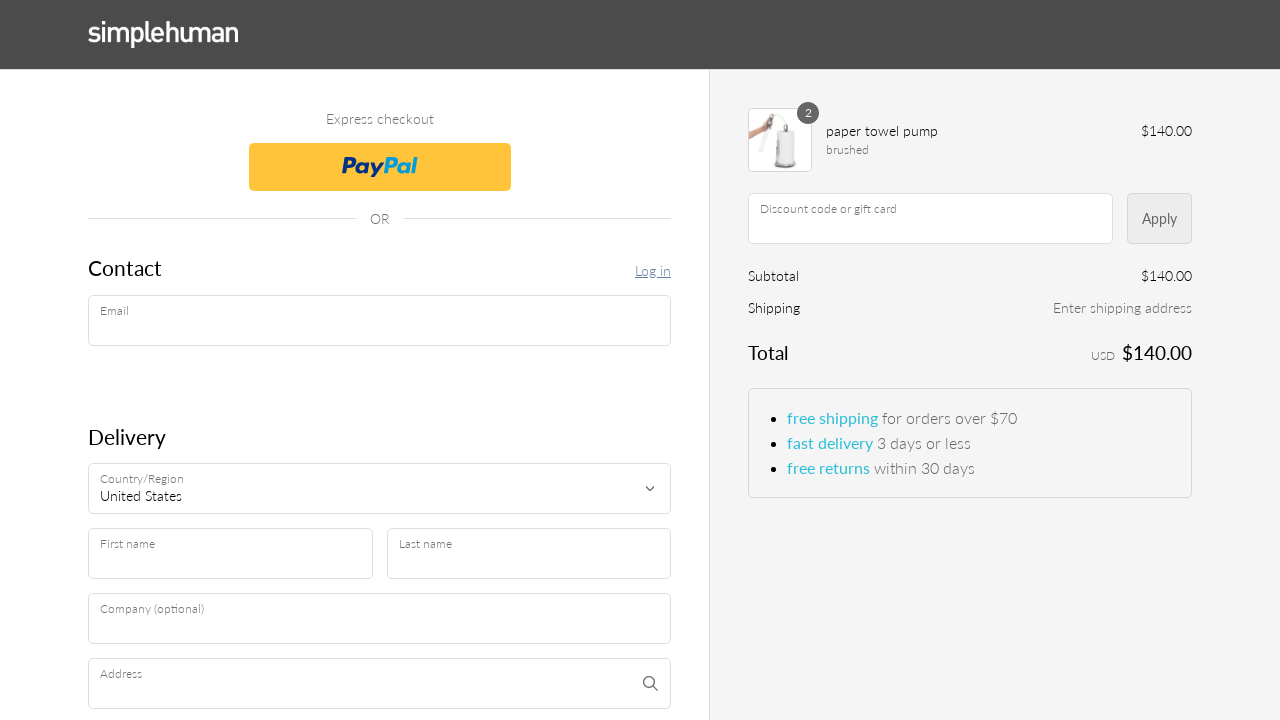 simplehuman
Express checkout
PayPal
OR
Contact
Log in
Email
Delivery
Country/Region
United States
First name
Last name
Company (optional)
Address
2
paper towel pump
$140.00
brushed
Discount code or gift card
Apply
Subtotal
$140.00
Shipping
Enter shipping address
Total
USD $140.00
free shipping for orders over $70
fast delivery 3 days or less
free returns within 30 days